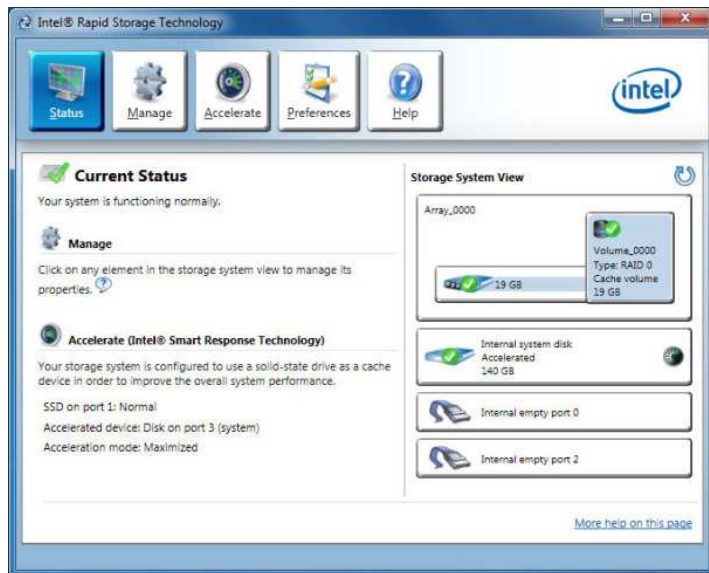 Intel® Rapid Storage Technology
Status
Manage
Accelerate
Preferences
Help
intel
Current Status
Your system is functioning normally.
Manage
Click on any element in the storage system view to manage its
properties.
Accelerate (Intel® Smart Response Technology)
Your storage system is configured to use a solid-state drive as a cache
device in order to improve the overall system performance.
SSD on port 1: Normal
Accelerated device: Disk on port 3 (system)
Acceleration mode: Maximized
Storage System View
Array_0000
Volume_0000
Type: RAID 0
Cache volume
19 GB
19 GB
Internal system disk
Accelerated
140 GB
Internal empty port 0
Internal empty port 2
More help on this page